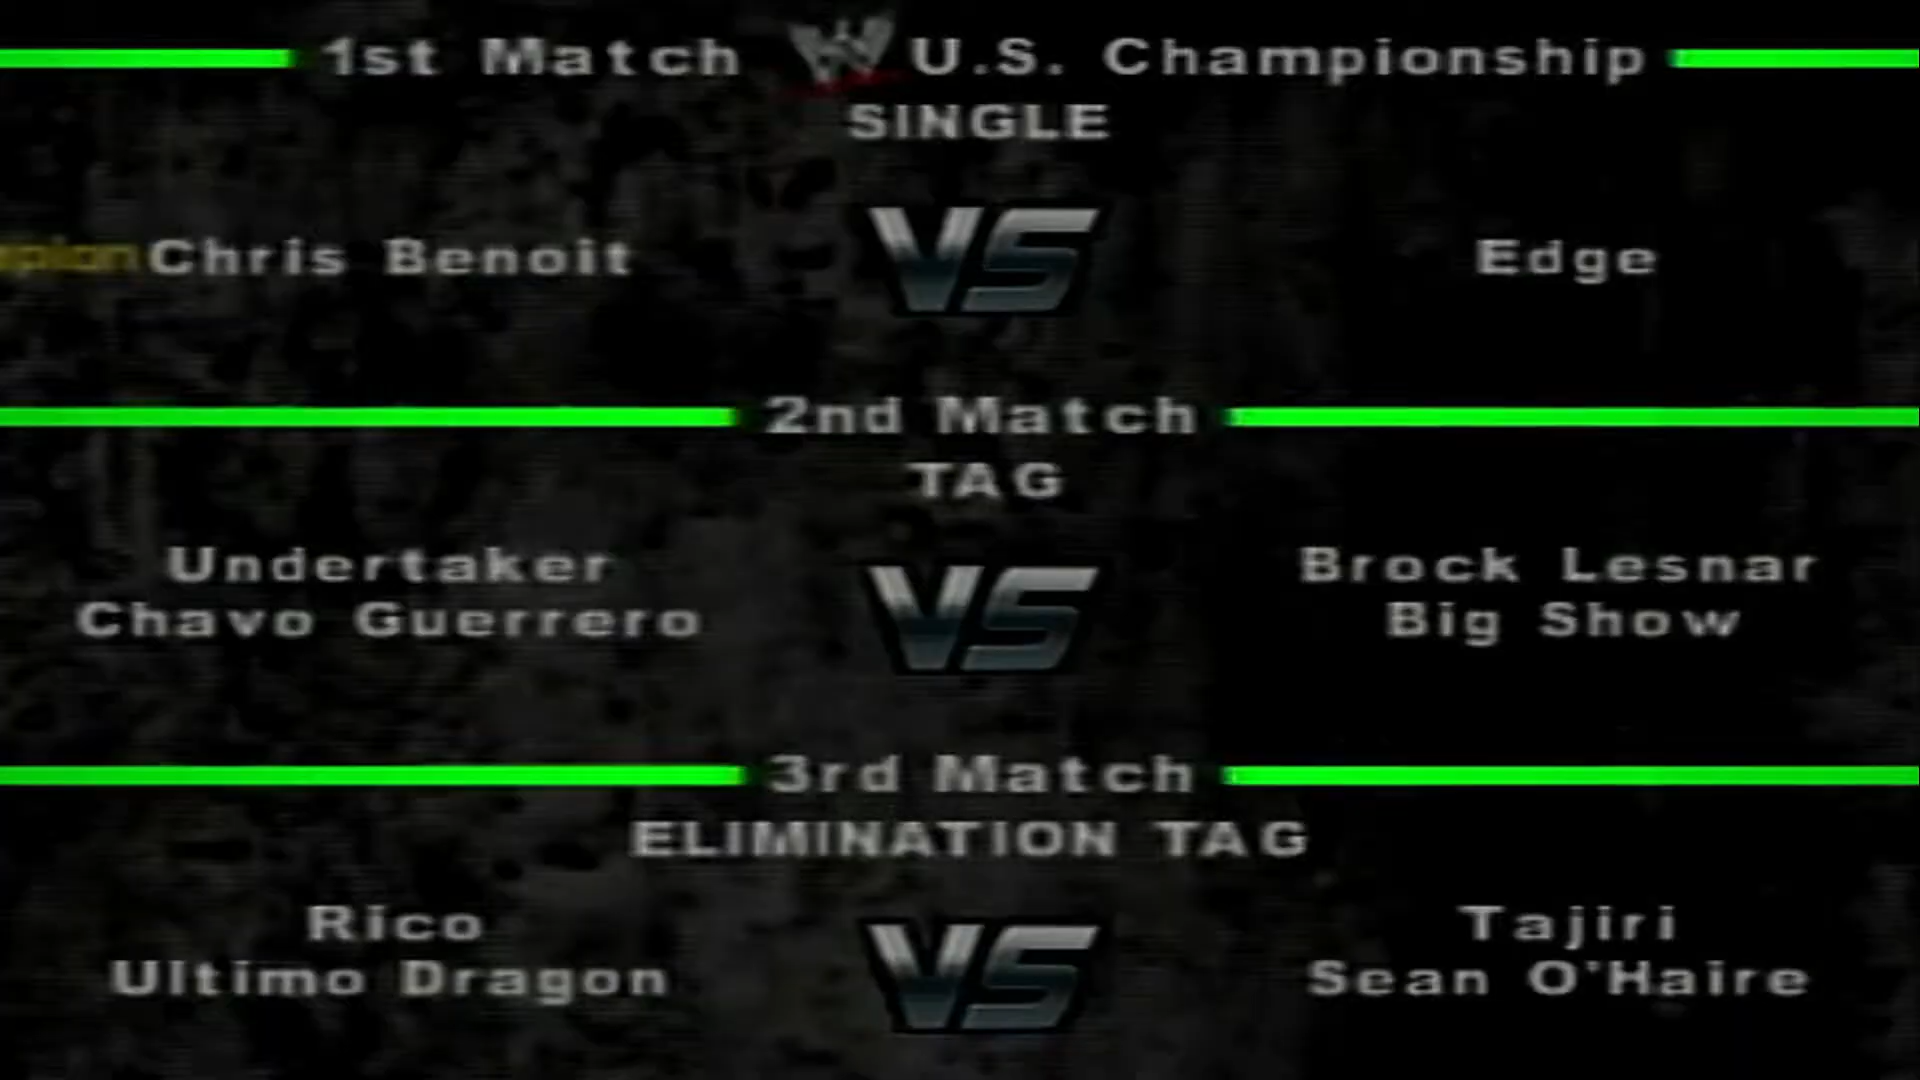 1st Match W U.S. Championship
SINGLE
mpion Chris Benoit VS Edge
2nd Match
TAG
Undertaker Brock Lesnar
VS
Chavo Guerrero Big Show
3rd Match
ELIMINATION TAG
Rico Tajiri
VS
Ultimo Dragon Sean O'Haire